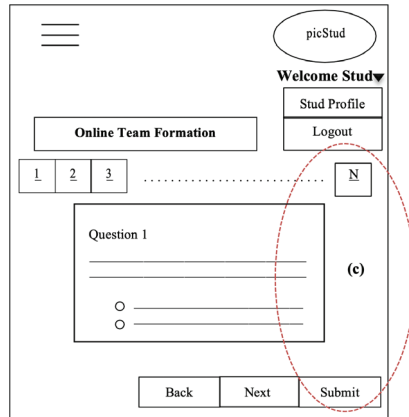 picStud
Welcome Stud
Stud Profile
Logout
Online Team Formation
1 2 3 ........................................ N
Question 1
(c)
Back Next Submit